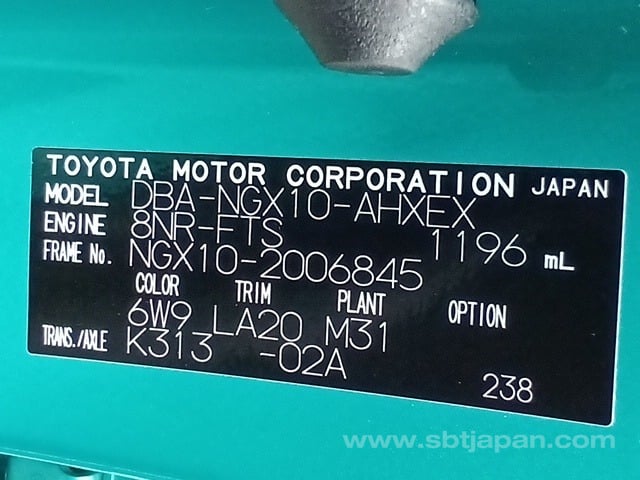 TOYOTA MOTOR CORPORATION JAPAN
MODEL DBA-NGX10-AHXEX
ENGINE 8NR-FTS 1196 mL
FRAME No. NGX10-2006845
COLOR TRIM PLANT OPTION
6W9 LA20 M31
TRANS./AXLE K313 -02A
238
www.sbtjapan.com